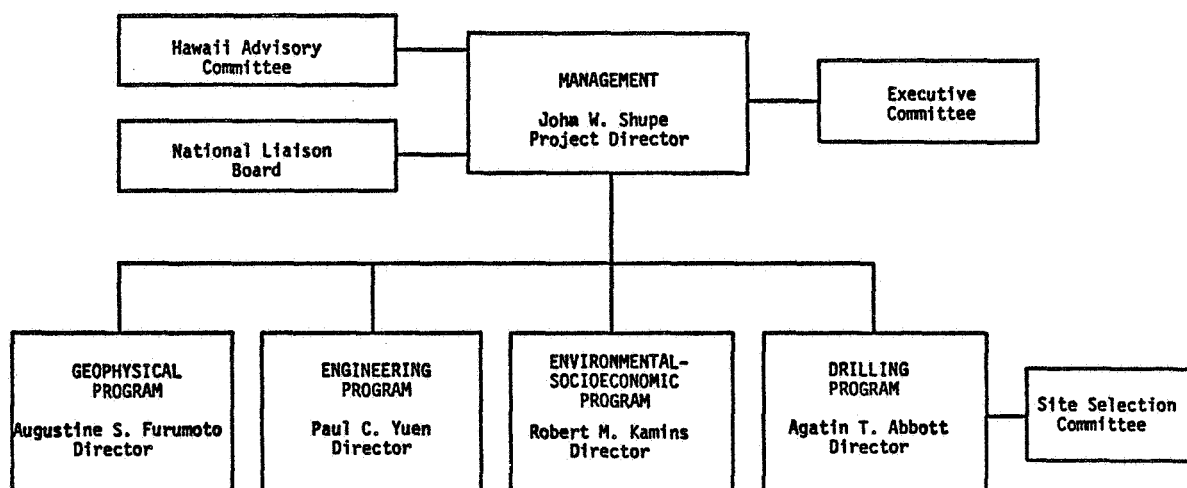 Hawaii Advisory
Committee
National Liaison
Board
MANAGEMENT
John W. Shupe
Project Director
Executive
Committee
GEOPHYSICAL
PROGRAM
Augustine S. Furumoto
Director
ENGINEERING
PROGRAM
Paul C. Yuen
Director
ENVIRONMENTAL-
SOCIOECONOMIC
PROGRAM
Robert M. Kamins
Director
DRILLING
PROGRAM
Agatin T. Abbott
Director
Site Selection
Committee